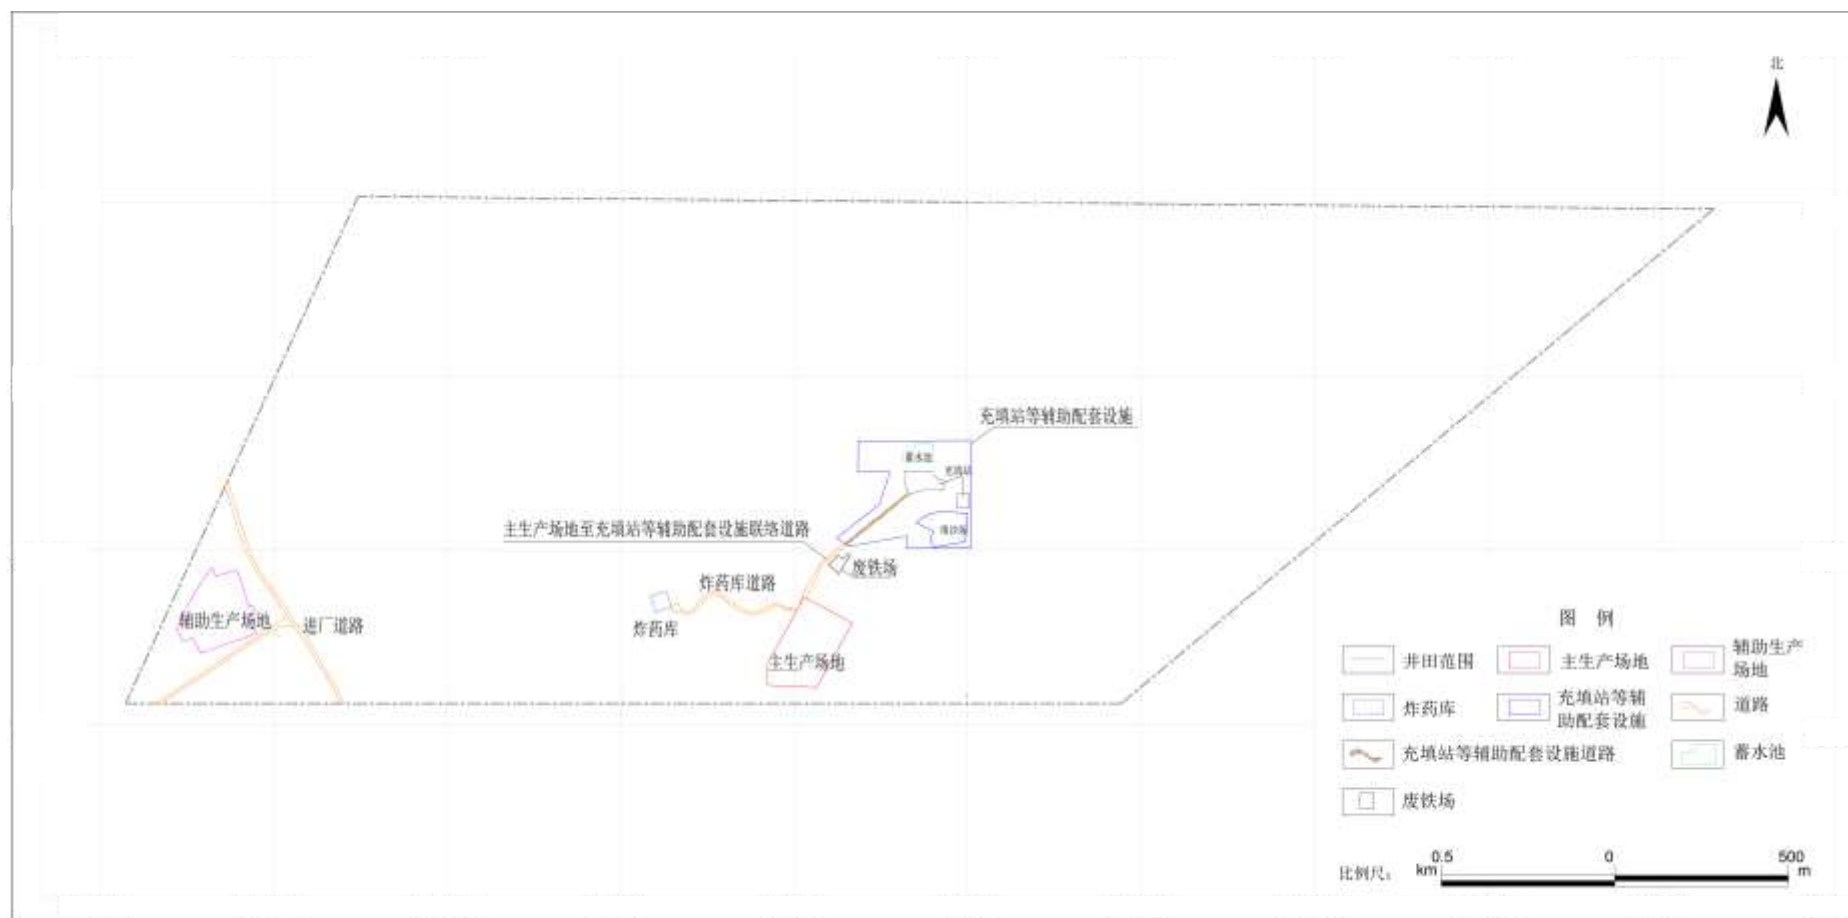 北
充填站等辅助配套设施
蓄水池
充填站
主生产场地至充填站等辅助配套设施联络道路
废铁场
炸药库道路
炸药库
辅助生产场地
进厂道路
主生产场地
图 例
井田范围
主生产场地
辅助生产
场地
炸药库
充填站等辅
助配套设施
道路
充填站等辅助配套设施道路
蓄水池
废铁场
比例尺:
0.5
0
500
km
m